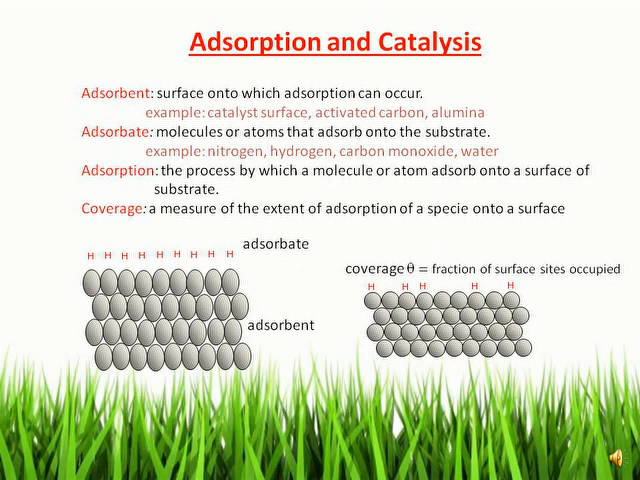 Adsorption and Catalysis
Adsorbent: surface onto which adsorption can occur.
example: catalyst surface, activated carbon, alumina
Adsorbate: molecules or atoms that adsorb onto the substrate.
example: nitrogen, hydrogen, carbon monoxide, water
Adsorption: the process by which a molecule or atom adsorb onto a surface of
substrate.
Coverage: a measure of the extent of adsorption of a specie onto a surface
adsorbate
H H H H H H H H H
adsorbent
coverage θ = fraction of surface sites occupied
H H H H H